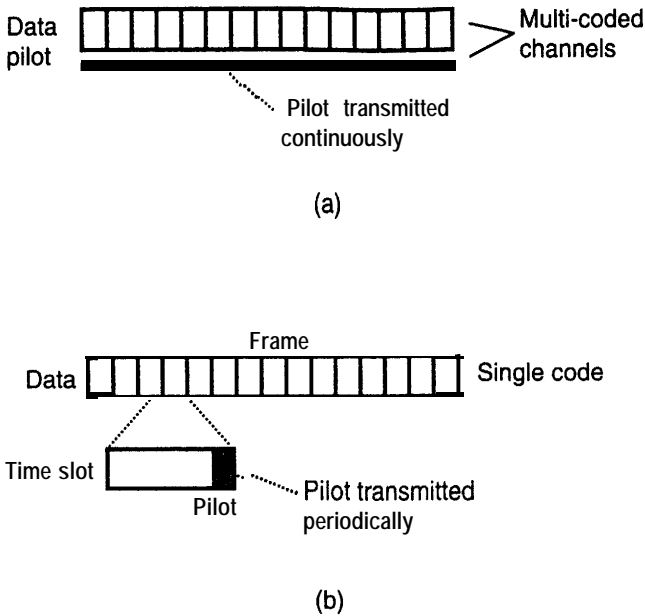 Data
pilot
Multi-coded
channels
Pilot transmitted
continuously
(a)
Frame
Data
Single code
Time slot
Pilot
Pilot transmitted
periodically
(b)